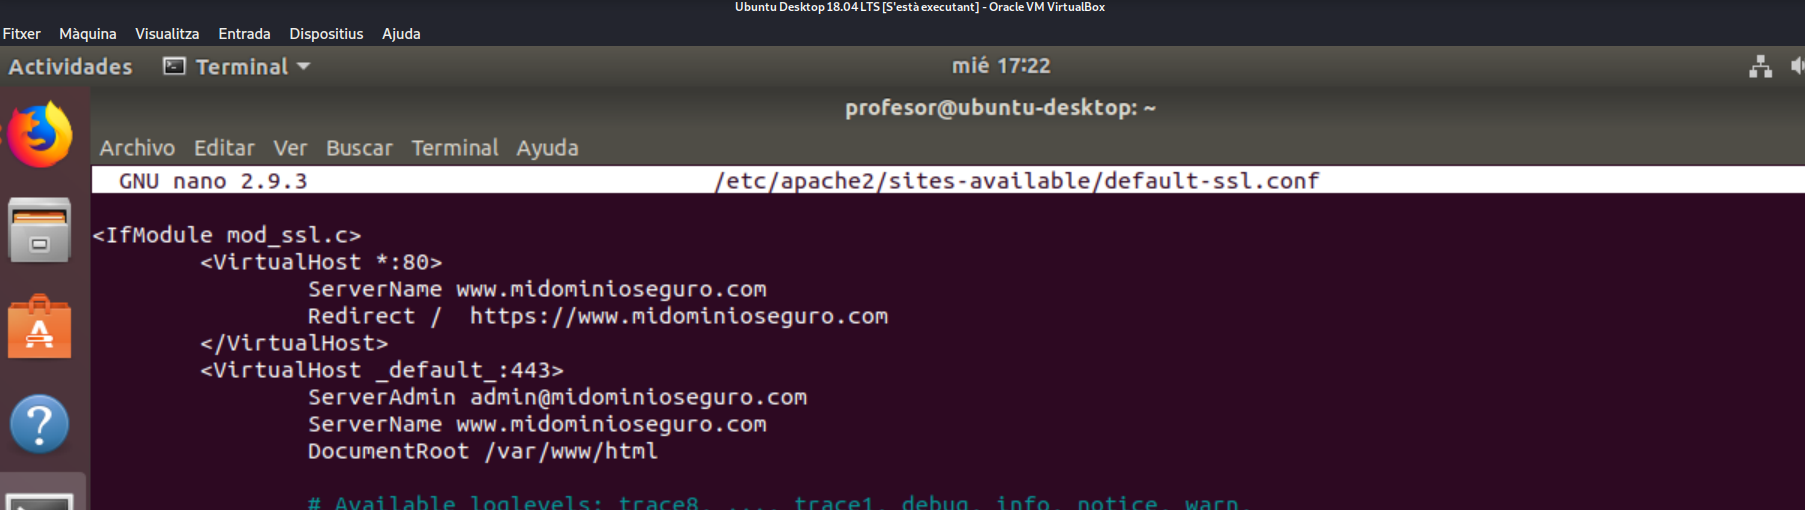 Ubuntu Desktop 18.04 LTS [S'està executant] - Oracle VM VirtualBox
Fitxer Màquina Visualitza Entrada Dispositius Ajuda
Actividades Terminal mié 17:22
profesor@ubuntu-desktop: ~
Archivo Editar Ver Buscar Terminal Ayuda
GNU nano 2.9.3 /etc/apache2/sites-available/default-ssl.conf
<IfModule mod_ssl.c>
<VirtualHost *:80>
ServerName www.midominioseguro.com
Redirect / https://www.midominioseguro.com
</VirtualHost>
<VirtualHost _default_:443>
ServerAdmin admin@midominioseguro.com
ServerName www.midominioseguro.com
DocumentRoot /var/www/html
# Available loglevels: trace8, ..., trace1, debug, info, notice, warn,